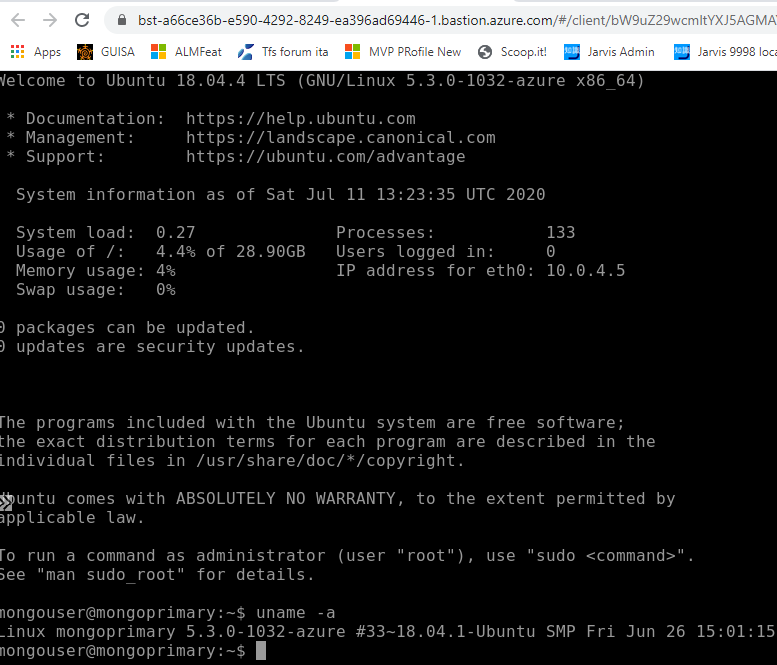 bst-a66ce36b-e590-4292-8249-ea396ad69446-1.bastion.azure.com/#/client/bW9uZ29wcmltYXJ5AGMA
Apps GUISA ALMFeat Tfs forum ita MVP PRofile New Scoop.it! Jarvis Admin Jarvis 9998 loca
Welcome to Ubuntu 18.04.4 LTS (GNU/Linux 5.3.0-1032-azure x86_64)
* Documentation: https://help.ubuntu.com
* Management: https://landscape.canonical.com
* Support: https://ubuntu.com/advantage
System information as of Sat Jul 11 13:23:35 UTC 2020
System load: 0.27 Processes: 133
Usage of /: 4.4% of 28.90GB Users logged in: 0
Memory usage: 4% IP address for eth0: 10.0.4.5
Swap usage: 0%
0 packages can be updated.
0 updates are security updates.
The programs included with the Ubuntu system are free software;
the exact distribution terms for each program are described in the
individual files in /usr/share/doc/*/copyright.
Ubuntu comes with ABSOLUTELY NO WARRANTY, to the extent permitted by
applicable law.
To run a command as administrator (user "root"), use "sudo <command>".
See "man sudo_root" for details.
mongouser@mongoprimary:~$ uname -a
Linux mongoprimary 5.3.0-1032-azure #33~18.04.1-Ubuntu SMP Fri Jun 26 15:01:15
mongouser@mongoprimary:~$